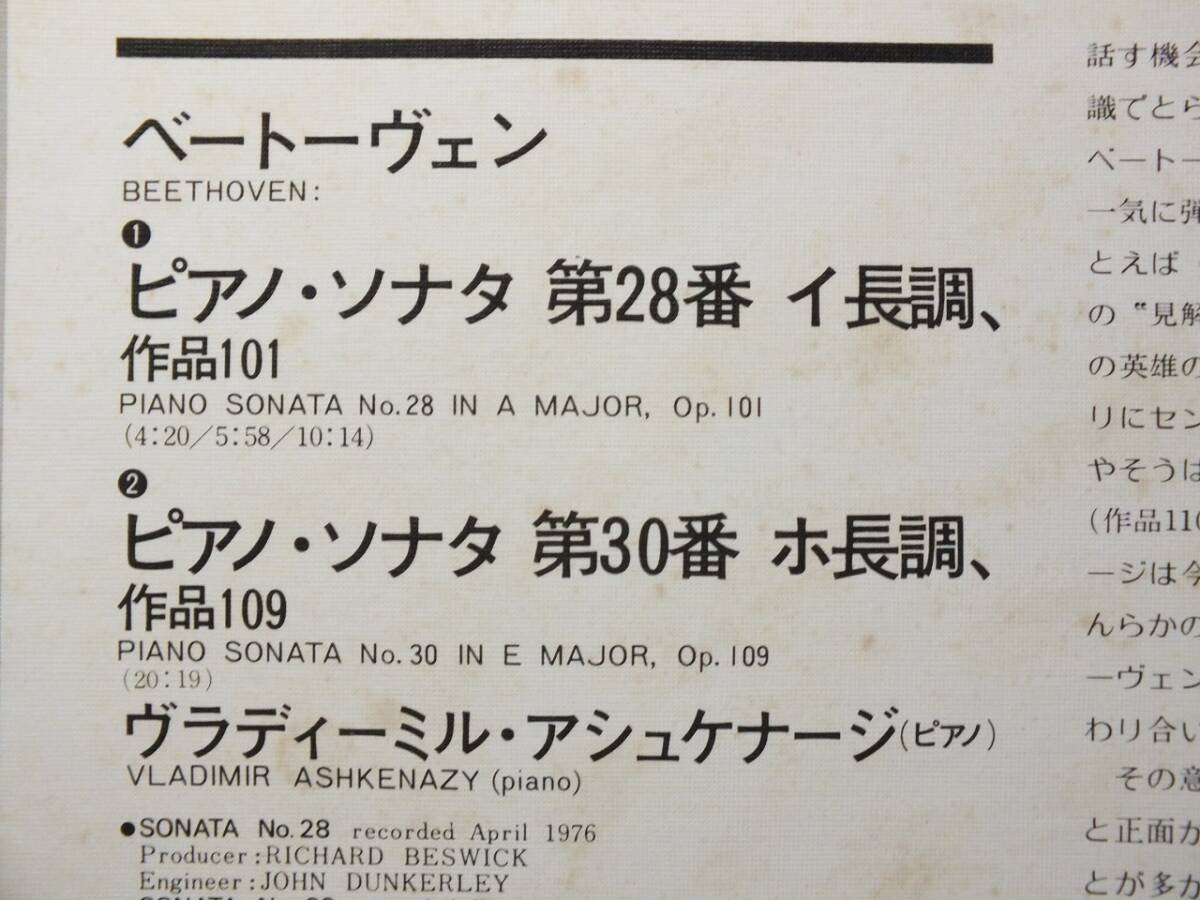 ベートーヴェン
BEETHOVEN:
❶
ピアノ・ソナタ 第28番 イ長調、
作品101
PIANO SONATA No.28 IN A MAJOR, Op.101
(4:20／5:58／10:14)
❷
ピアノ・ソナタ 第30番 ホ長調、
作品109
PIANO SONATA No.30 IN E MAJOR, Op.109
(20:19)
ヴラディーミル・アシュケナージ(ピアノ)
VLADIMIR ASHKENAZY (piano)
●SONATA No.28 recorded April 1976
Producer:RICHARD BESWICK
Engineer:JOHN DUNKERLEY
話す機会
識でとら
ベートー
一気に弾
とえば
の〝見解
の英雄の
リにセン
やそうは
(作品110
ージは今
んらかの
ーヴェン
わり合い
その意
と正面か
とが多か